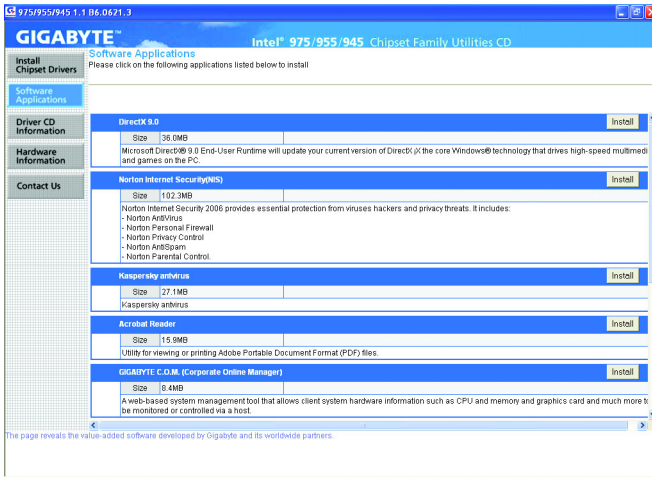 975/955/945 1.1 B6.0621.3
GIGABYTE™
Intel® 975/955/945 Chipset Family Utilities CD
Install
Chipset Drivers
Software
Applications
Driver CD
Information
Hardware
Information
Contact Us
Software Applications
Please click on the following applications listed below to install
DirectX 9.0
Install
Size 36.0MB
Microsoft DirectX® 9.0 End-User Runtime will update your current version of DirectX ¡X the core Windows® technology that drives high-speed multimedi
and games on the PC.
Norton Internet Security(NIS)
Install
Size 102.3MB
Norton Internet Security 2006 provides essential protection from viruses hackers and privacy threats. It includes:
- Norton AntiVirus
- Norton Personal Firewall
- Norton Privacy Control
- Norton AntiSpam
- Norton Parental Control.
Kaspersky antvirus
Install
Size 27.1MB
Kaspersky antvirus
Acrobat Reader
Install
Size 15.9MB
Utility for viewing or printing Adobe Portable Document Format (PDF) files.
GIGABYTE C.O.M. (Corporate Online Manager)
Install
Size 8.4MB
A web-based system management tool that allows client system hardware information such as CPU and memory and graphics card and much more to
be monitored or controlled via a host.
The page reveals the value-added software developed by Gigabyte and its worldwide partners.